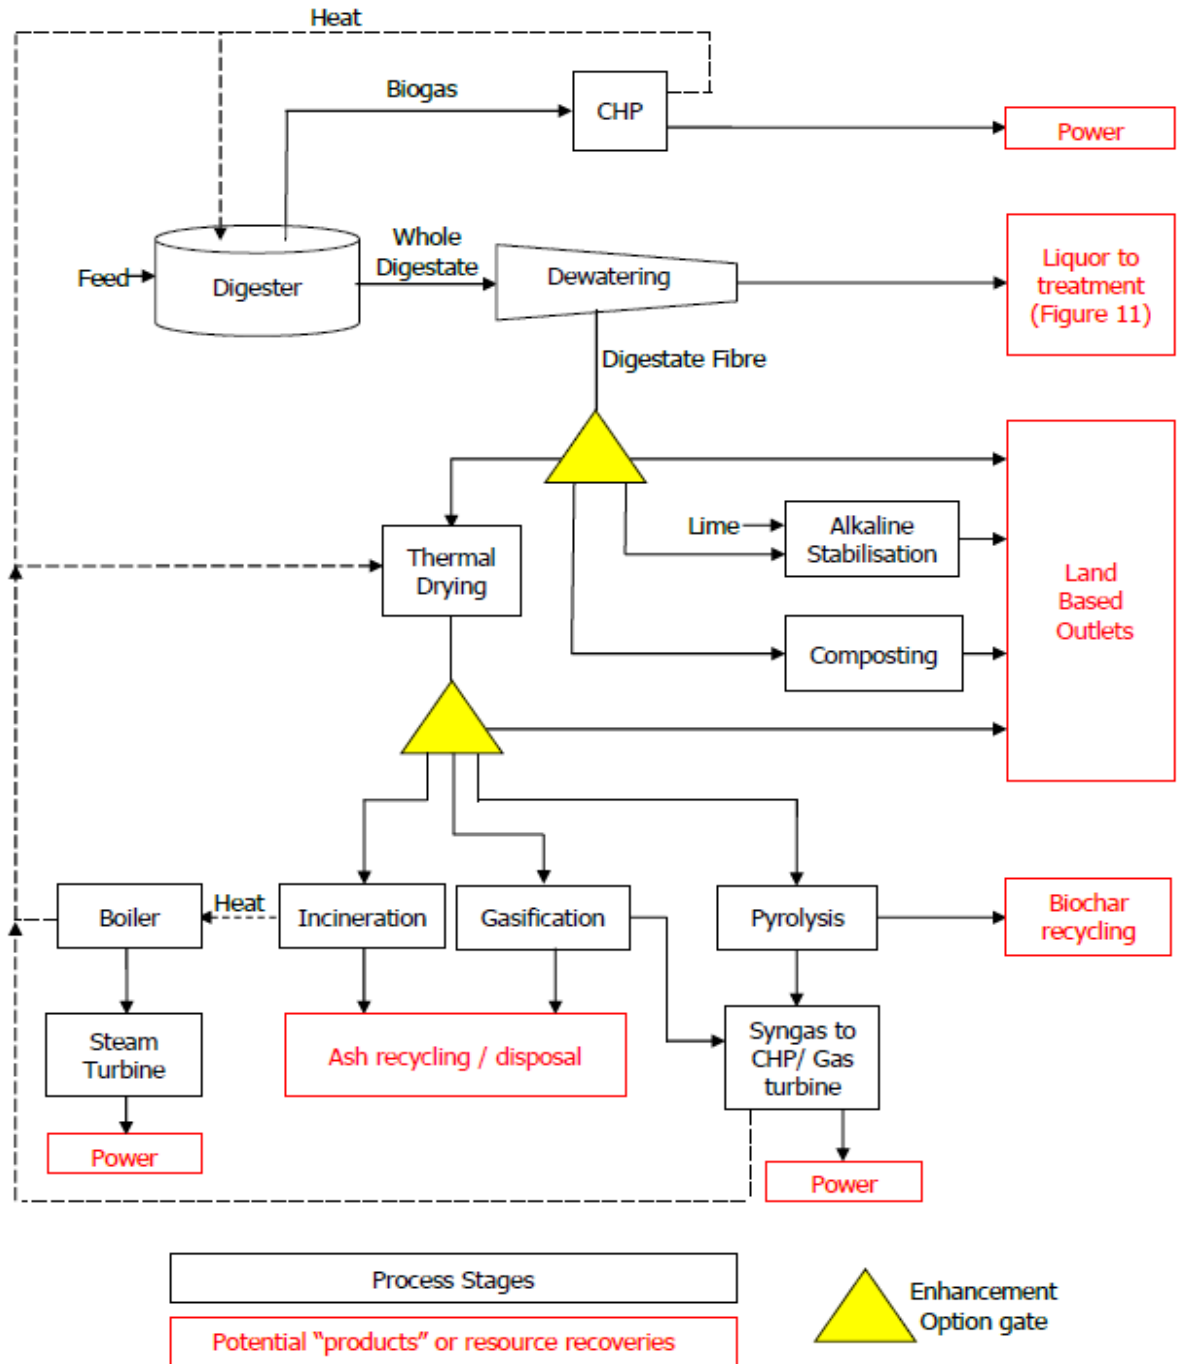 Heat
Biogas
CHP
Power
Whole
Digestate
Feed
Digester
Dewatering
Liquor to
treatment
(Figure 11)
Digestate Fibre
Lime
Alkaline
Stabilisation
Thermal
Drying
Land
Based
Outlets
Composting
Boiler
Heat
Incineration
Gasification
Pyrolysis
Biochar
recycling
Steam
Turbine
Ash recycling / disposal
Syngas to
CHP/ Gas
turbine
Power
Power
Process Stages
Enhancement
Option gate
Potential “products” or resource recoveries